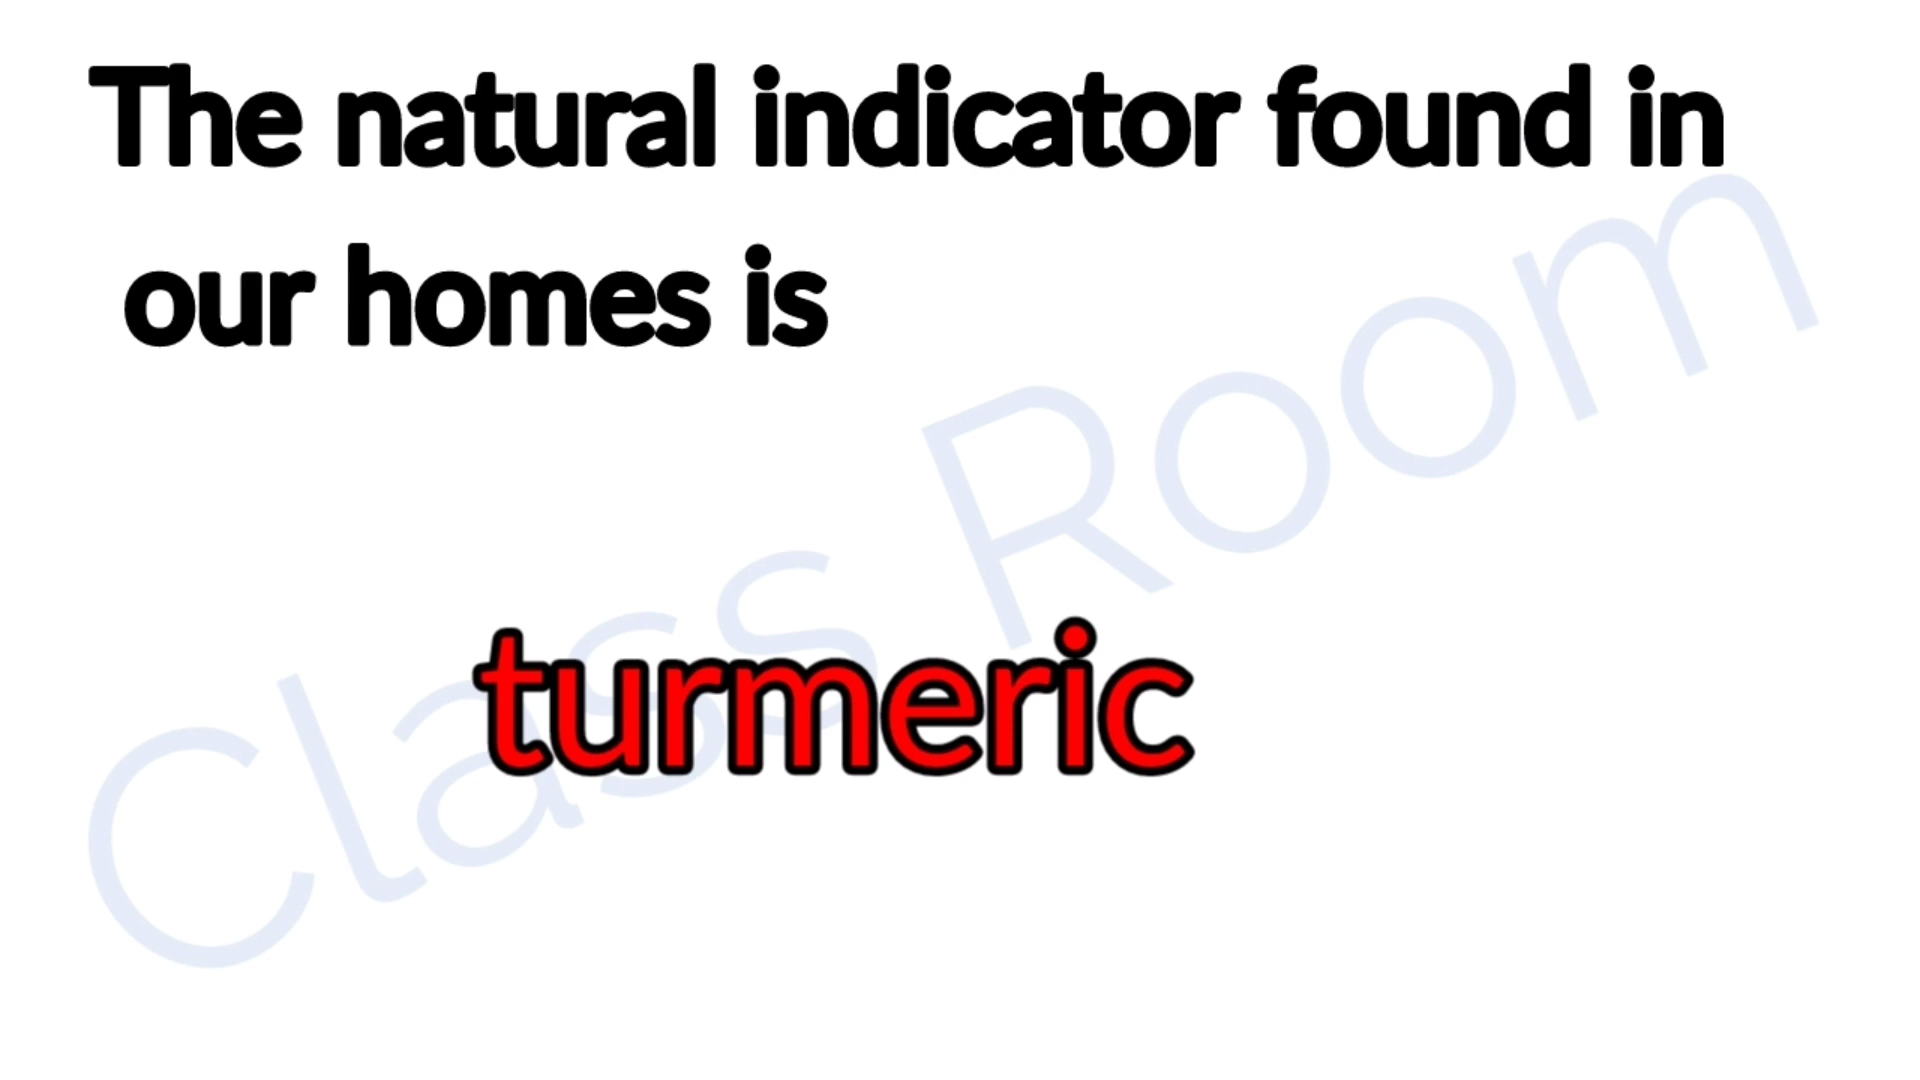 The natural indicator found in
our homes is
turmeric
Class Room